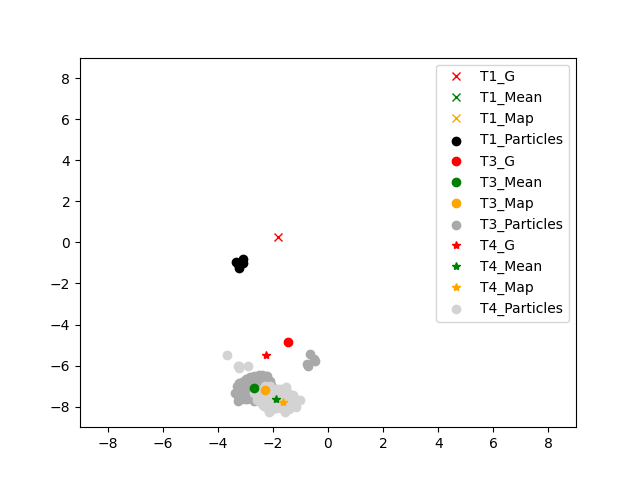 8
6
4
2
0
−2
−4
−6
−8
−8
−6
−4
−2
0
2
4
6
8
T1_G
T1_Mean
T1_Map
T1_Particles
T3_G
T3_Mean
T3_Map
T3_Particles
T4_G
T4_Mean
T4_Map
T4_Particles